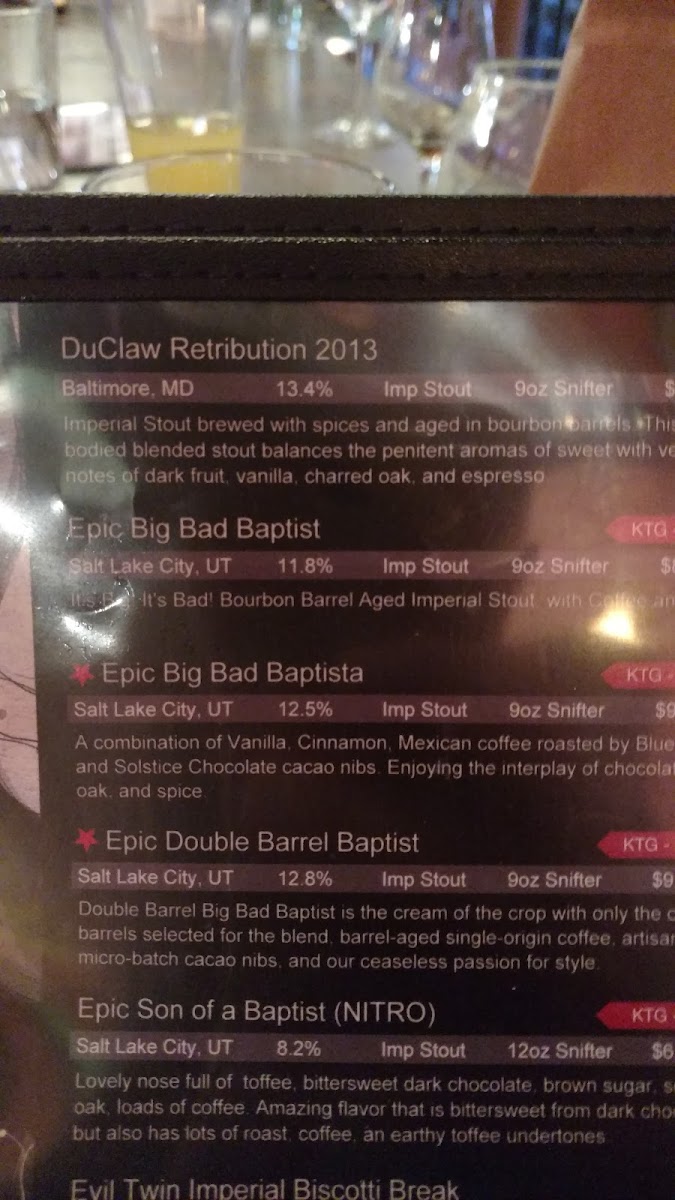 DuClaw Retribution 2013
Baltimore, MD 13.4% Imp Stout 9oz Snifter $
Imperial Stout brewed with spices and aged in bourbon barrels. This
bodied blended stout balances the penitent aromas of sweet with ve
notes of dark fruit, vanilla, charred oak, and espresso
Epic Big Bad Baptist KTG -
Salt Lake City, UT 11.8% Imp Stout 9oz Snifter $
It's It's Bad! Bourbon Barrel Aged Imperial Stout with Coffee an
Epic Big Bad Baptista KTG -
Salt Lake City, UT 12.5% Imp Stout 9oz Snifter $9
A combination of Vanilla, Cinnamon, Mexican coffee roasted by Blue
and Solstice Chocolate cacao nibs. Enjoying the interplay of chocolat
oak, and spice.
Epic Double Barrel Baptist KTG -
Salt Lake City, UT 12.8% Imp Stout 9oz Snifter $9
Double Barrel Big Bad Baptist is the cream of the crop with only the
barrels selected for the blend, barrel-aged single-origin coffee, artisan
micro-batch cacao nibs, and our ceaseless passion for style.
Epic Son of a Baptist (NITRO) KTG -
Salt Lake City, UT 8.2% Imp Stout 12oz Snifter $6
Lovely nose full of toffee, bittersweet dark chocolate, brown sugar, s
oak, loads of coffee. Amazing flavor that is bittersweet from dark cho
but also has lots of roast, coffee, an earthy toffee undertones
Evil Twin Imperial Biscotti Break